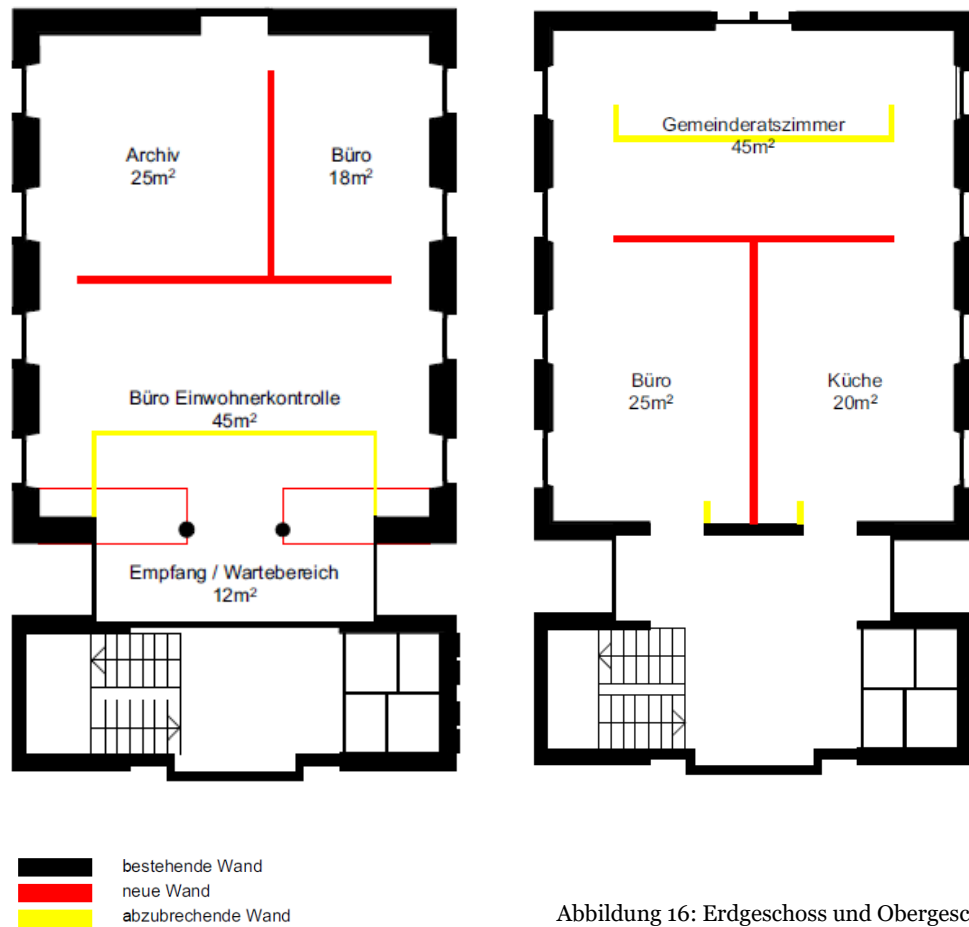 Archiv
25m²
Büro
18m²
Büro Einwohnerkontrolle
45m²
Empfang / Wartebereich
12m²
Gemeinderatszimmer
45m²
Büro
25m²
Küche
20m²
bestehende Wand
neue Wand
abzubrechende Wand
Abbildung 16: Erdgeschoss und Obergesc